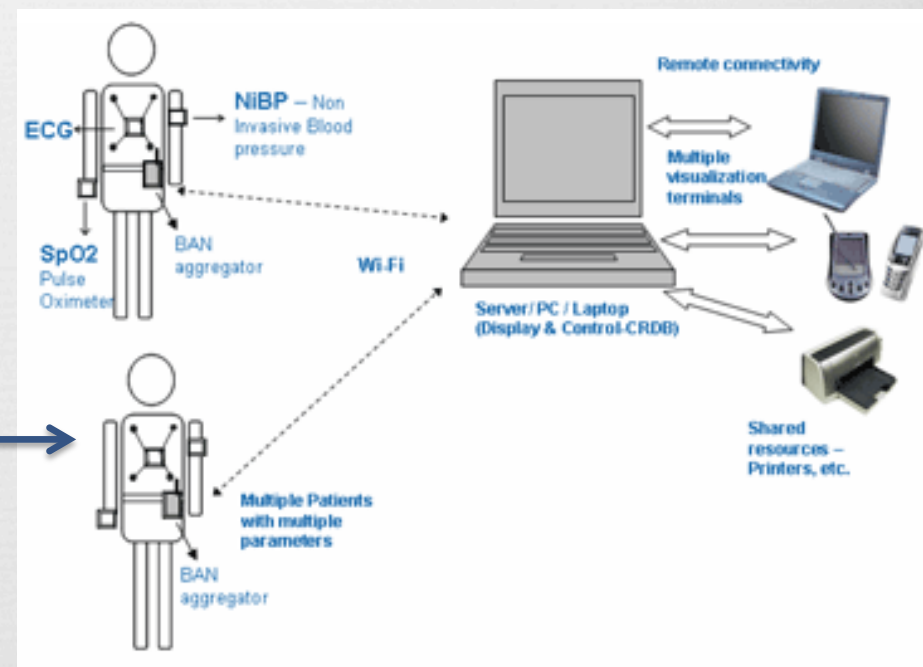 ECG
NiBP – Non
Invasive Blood
pressure
SpO2
Pulse
Oximeter
BAN
aggregator
Wi-Fi
Remote connectivity
Multiple
visualization
terminals
Server/ PC / Laptop
(Display & Control-CRDB)
Shared
resources –
Printers, etc.
Multiple Patients
with multiple
parameters
BAN
aggregator